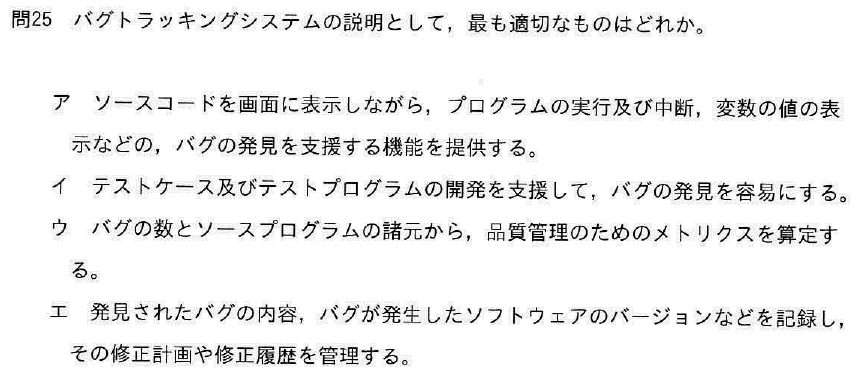 問25 バグトラッキングシステムの説明として，最も適切なものはどれか。
ア ソースコードを画面に表示しながら，プログラムの実行及び中断，変数の値の表
示などの，バグの発見を支援する機能を提供する。
イ テストケース及びテストプログラムの開発を支援して，バグの発見を容易にする。
ウ バグの数とソースプログラムの諸元から，品質管理のためのメトリクスを算定す
る。
エ 発見されたバグの内容，バグが発生したソフトウェアのバージョンなどを記録し，
その修正計画や修正履歴を管理する。